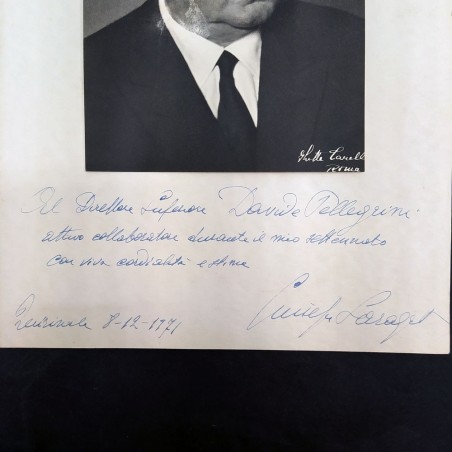 Roma
Al Direttore Superiore Davide Pellegrini
attivo collaboratore durante il mio settennato
con viva cordialità e stima
Quirinale 8-12-1971
Giuseppe Saragat